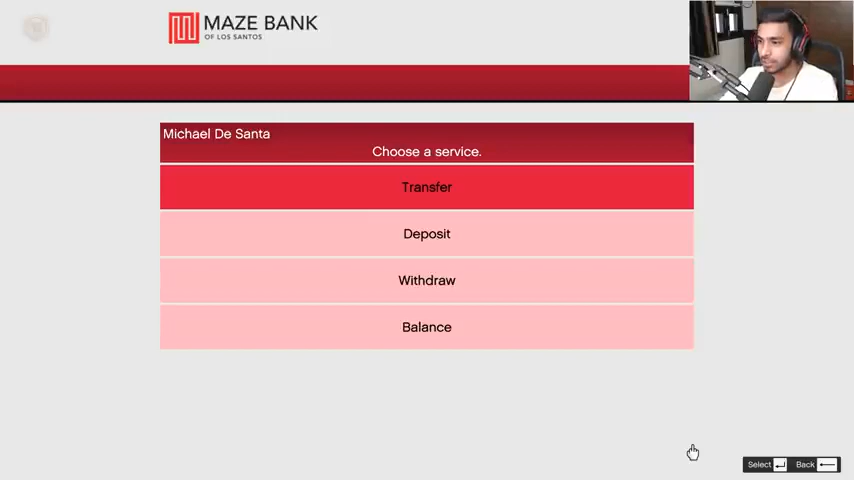 MAZE BANK
OF LOS SANTOS
Michael De Santa
Choose a service.
Transfer
Deposit
Withdraw
Balance
Select Back